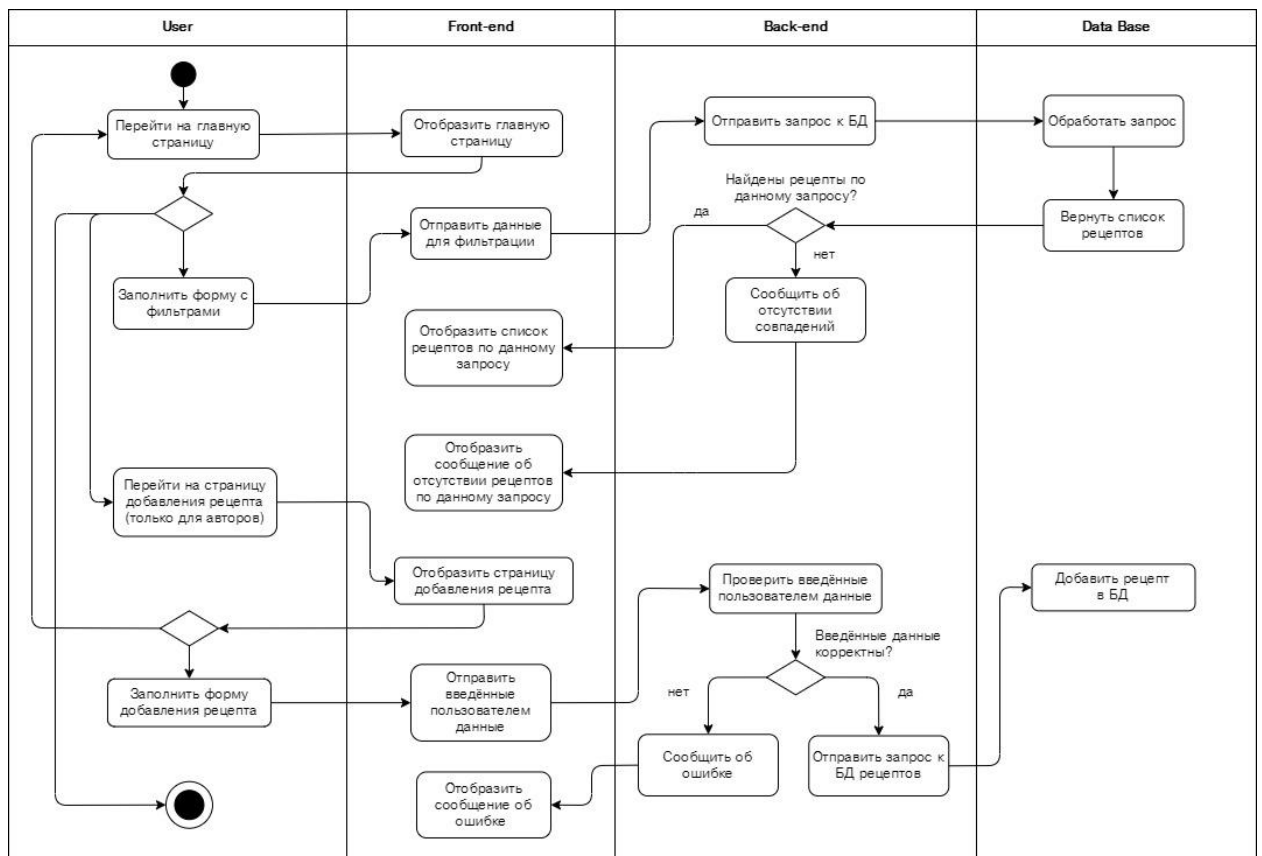 User
Front-end
Back-end
Data Base
Перейти на главную
страницу
Отобразить главную
страницу
Отправить запрос к БД
Обработать запрос
Найдены рецепты по
данному запросу?
да
нет
Вернуть список
рецептов
Отправить данные
для фильтрации
Заполнить форму с
фильтрами
Сообщить об
отсутствии
совпадений
Отобразить список
рецептов по данному
запросу
Отобразить
сообщение об
отсутствии рецептов
по данному запросу
Перейти на страницу
добавления рецепта
(только для авторов)
Отобразить страницу
добавления рецепта
Проверить введённые
пользователем данные
Добавить рецепт
в БД
Введённые данные
корректны?
нет
да
Заполнить форму
добавления рецепта
Отправить
введённые
пользователем
данные
Сообщить об
ошибке
Отправить запрос к
БД рецептов
Отобразить
сообщение об
ошибке